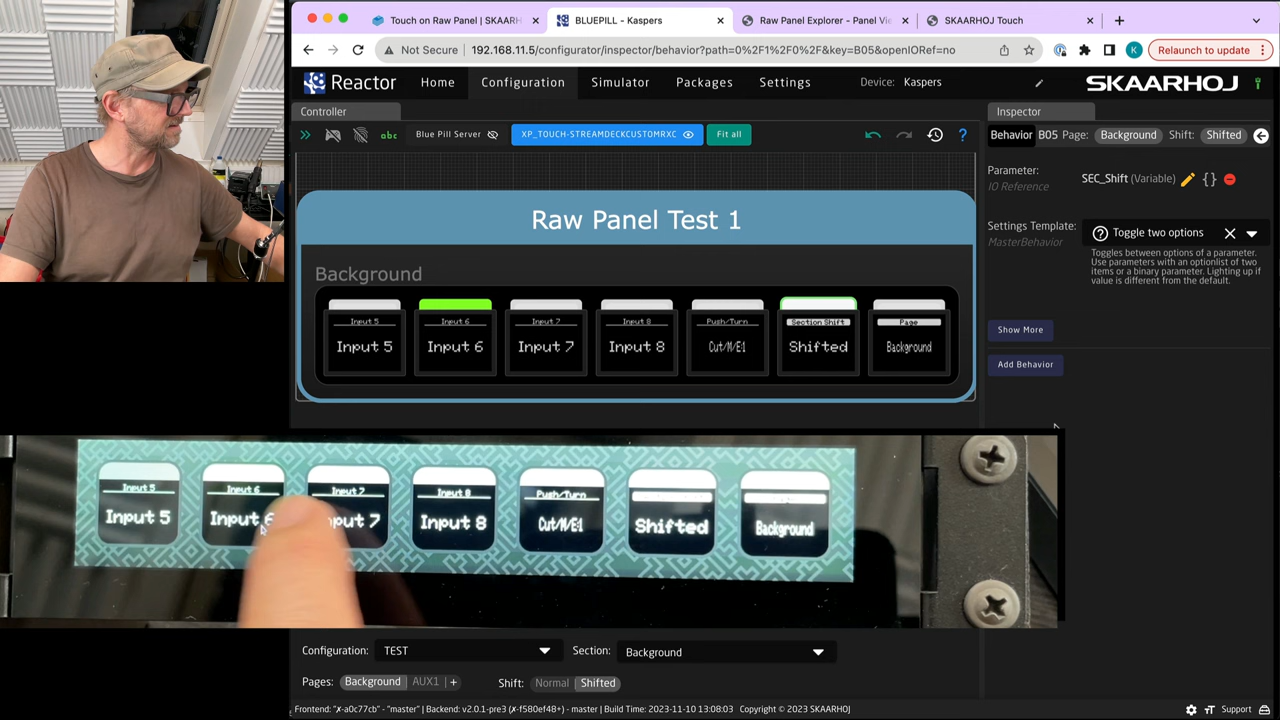 Touch on Raw Panel | SKAARH
BLUEPILL - Kaspers
Raw Panel Explorer - Panel Vie
SKAARHOJ Touch
Not Secure
192.168.11.5/configurator/inspector/behavior?path=0%2F1%2F0%2F&key=B05&openIORef=no
K
Relaunch to update
Reactor
Home
Configuration
Simulator
Packages
Settings
Device:
Kaspers
SKAARHOJ
Controller
Inspector
abc
Blue Pill Server
XP_TOUCH-STREAMDECKCUSTOMRXC
Fit all
?
Behavior
B05
Page:
Background
Shift:
Shifted
Parameter:
IO Reference
SEC_Shift (Variable)
{}
Settings Template:
MasterBehavior
Toggle two options
Toggles between options of a parameter.
Use parameters with an optionlist of two
items or a binary parameter. Lighting up if
value is different from the default.
Show More
Add Behavior
Raw Panel Test 1
Background
Input 5
Input 5
Input 6
Input 6
Input 7
Input 7
Input 8
Input 8
Push/Turn
Cut/M/E:1
Section Shift
Shifted
Page
Background
Input 5
Input 5
Input 6
Input 6
Input 7
put 7
Input 8
Input 8
Push/Turn
Cut/M/E:1
Shifted
Background
Configuration:
TEST
Section:
Background
Pages:
Background
AUX1
+
Shift:
Normal
Shifted
Frontend: "✗-a0c77cb" - "master" | Backend: v2.0.1-pre3 (✗-f580ef48+) - master | Build Time: 2023-11-10 13:08:03 Copyright © 2023 SKAARHOJ
Support